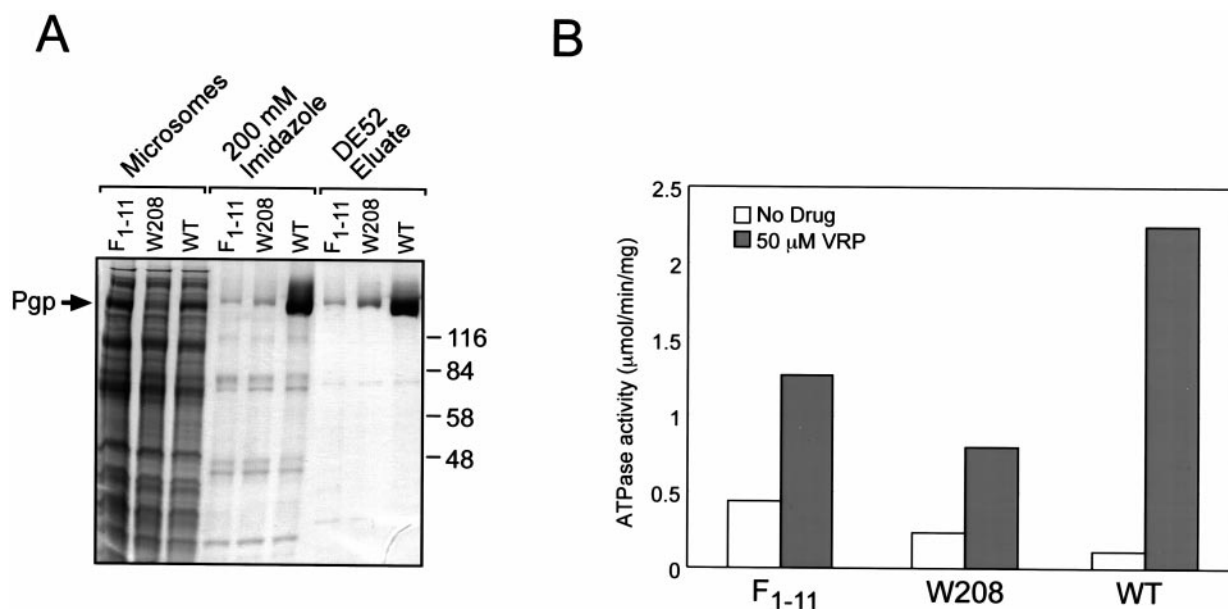 A
Microsomes
200 mM
Imidazole
DE52
Eluate
F1-11
W208
WT
F1-11
W208
WT
F1-11
W208
WT
Pgp
116
84
58
48
B
ATPase activity (μmol/min/mg)
2.5
2
1.5
1
0.5
0
No Drug
50 μM VRP
F1-11
W208
WT